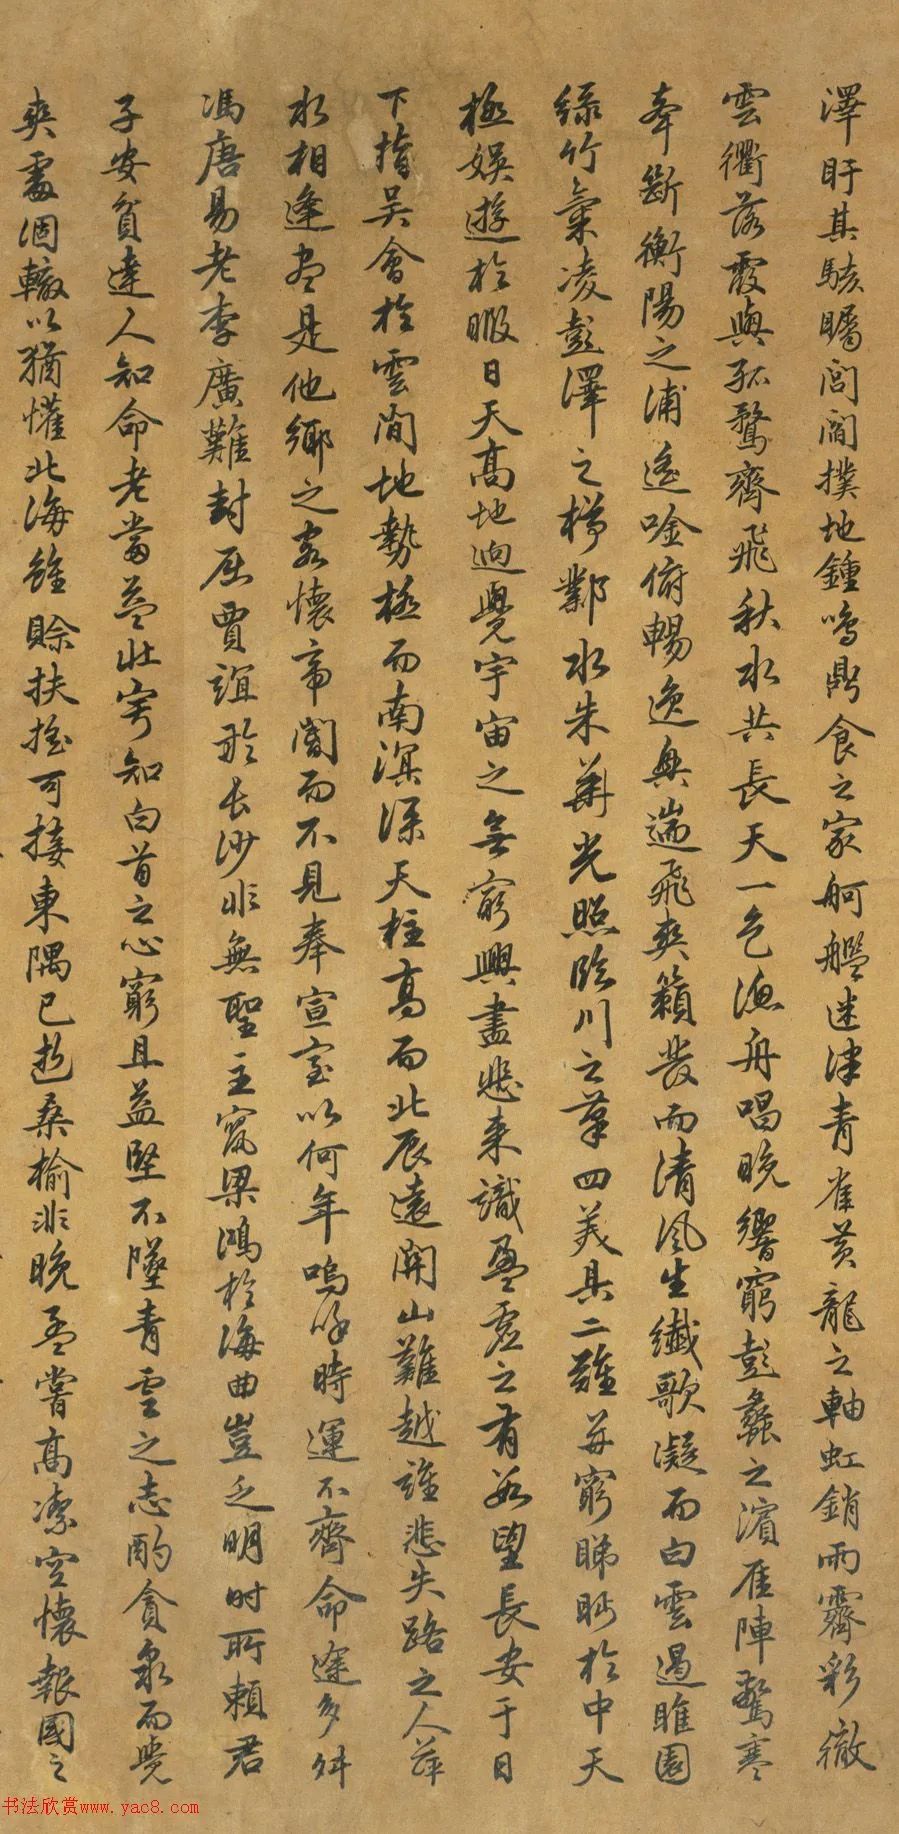 澤盱其駭矚閭閻撲地鍾鳴鼎食之家舸艦迷津青雀黃龍之軸虹銷雨霽彩徹
雲衢落霞與孤鶩齊飛秋水共長天一色漁舟唱晚響窮彭蠡之濵雁陣驚寒
聲斷衡陽之浦遙唫俯暢逸興遄飛爽籟發而清風生纖歌凝而白雲遏睢園
綠竹氣凌彭澤之樽鄴水朱華光照臨川之筆四美具二難并窮睇眄於中天
極娛遊於暇日天高地迥覺宇宙之無窮興盡悲來識盈虛之有數望長安于日
下指吳會於雲間地勢極而南溟深天柱高而北辰遠關山難越誰悲失路之人萍
水相逢盡是他鄉之客懷帝閽而不見奉宣室以何年嗚呼時運不齊命途多舛
馮唐易老李廣難封屈賈誼於長沙非無聖主竄梁鴻於海曲豈乏明時所賴君
子安貧達人知命老當益壯寧知白首之心窮且益堅不墜青雲之志酌貪泉而覺
爽處涸轍以猶懽北海雖賒扶搖可接東隅已逝桑榆非晚孟嘗高潔空懷報國之
书法欣赏www.yac8.com